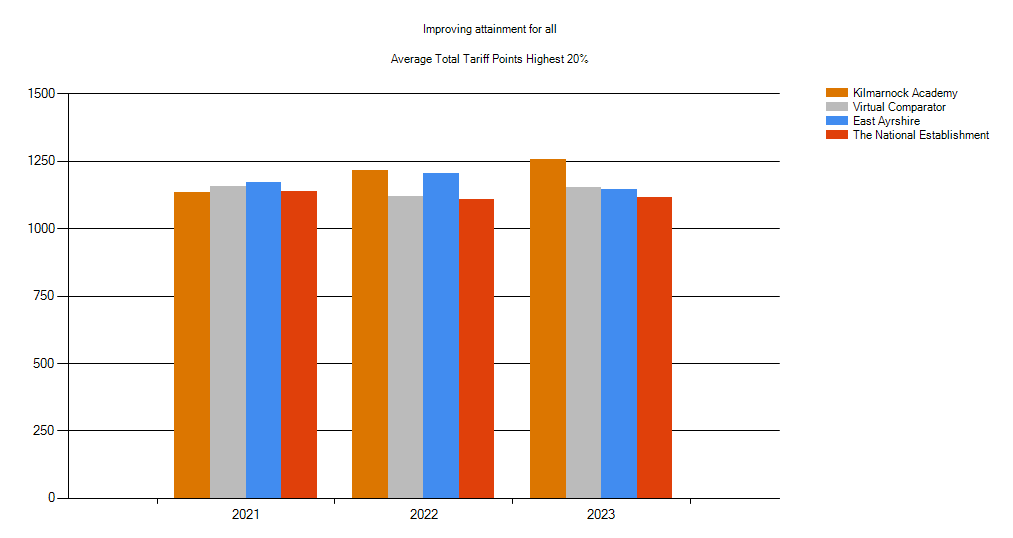 Improving attainment for all
Average Total Tariff Points Highest 20%
1500
1250
1000
750
500
250
0
2021
2022
2023
Kilmarnock Academy
Virtual Comparator
East Ayrshire
The National Establishment